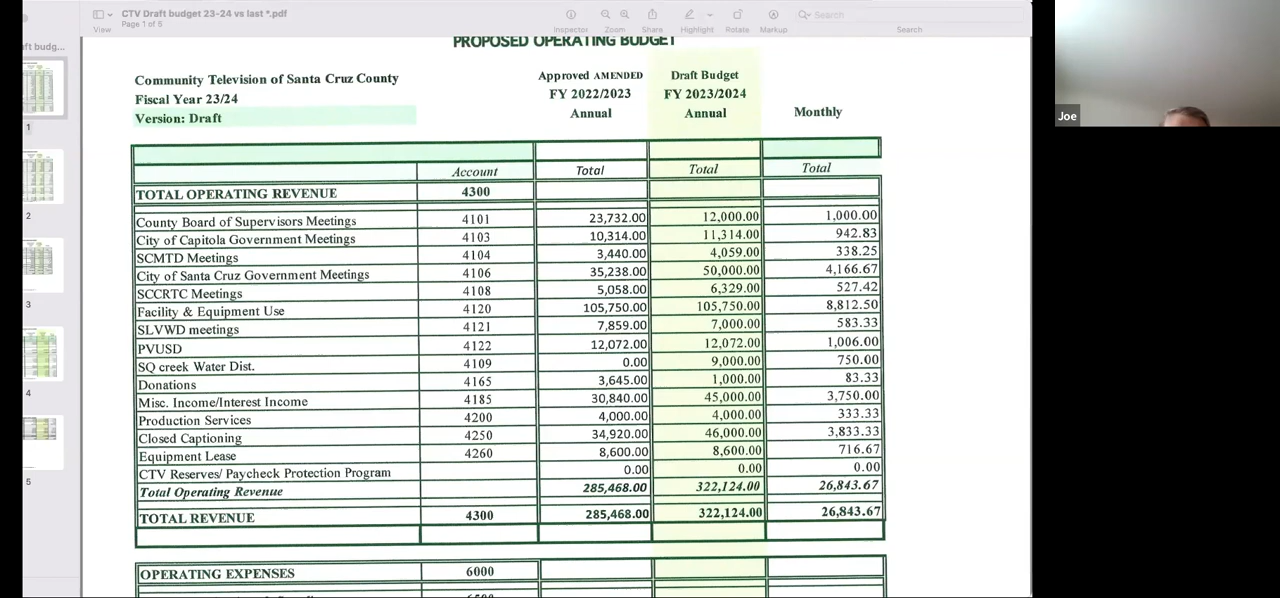 CTV Draft budget 23-24 vs last *.pdf
Page 1 of 5
View
Inspector Zoom Share Highlight Rotate Markup Search
Search
ft budg...
1
2
3
4
5
Joe
PROPOSED OPERATING BUDGET
Community Television of Santa Cruz County
Fiscal Year 23/24
Version: Draft
Approved AMENDED Draft Budget
FY 2022/2023 FY 2023/2024
Annual Annual Monthly
Account Total Total Total
TOTAL OPERATING REVENUE 4300
County Board of Supervisors Meetings 4101 23,732.00 12,000.00 1,000.00
City of Capitola Government Meetings 4103 10,314.00 11,314.00 942.83
SCMTD Meetings 4104 3,440.00 4,059.00 338.25
City of Santa Cruz Government Meetings 4106 35,238.00 50,000.00 4,166.67
SCCRTC Meetings 4108 5,058.00 6,329.00 527.42
Facility & Equipment Use 4120 105,750.00 105,750.00 8,812.50
SLVWD meetings 4121 7,859.00 7,000.00 583.33
PVUSD 4122 12,072.00 12,072.00 1,006.00
SQ creek Water Dist. 4109 0.00 9,000.00 750.00
Donations 4165 3,645.00 1,000.00 83.33
Misc. Income/Interest Income 4185 30,840.00 45,000.00 3,750.00
Production Services 4200 4,000.00 4,000.00 333.33
Closed Captioning 4250 34,920.00 46,000.00 3,833.33
Equipment Lease 4260 8,600.00 8,600.00 716.67
CTV Reserves/ Paycheck Protection Program 0.00 0.00 0.00
Total Operating Revenue 285,468.00 322,124.00 26,843.67
TOTAL REVENUE 4300 285,468.00 322,124.00 26,843.67
OPERATING EXPENSES 6000